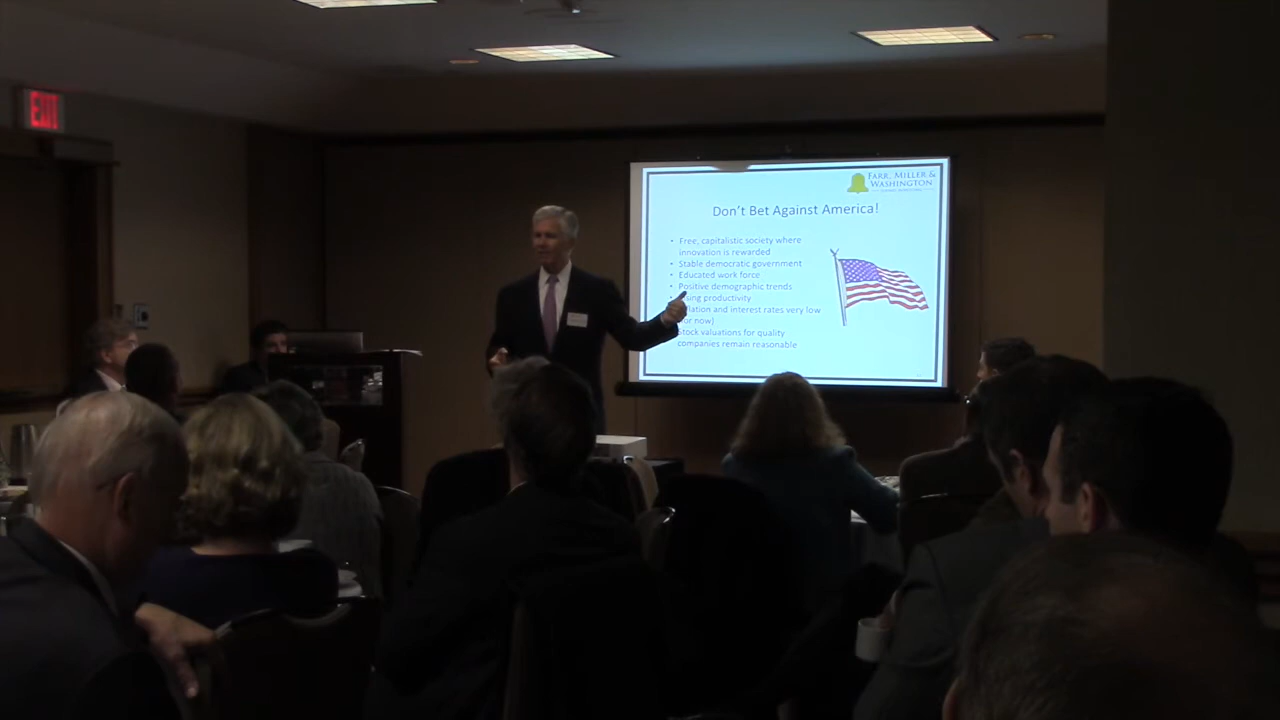 EXIT
FARR, MILLER &
WASHINGTON
Don't Bet Against America!
• Free, capitalistic society where
innovation is rewarded
• Stable democratic government
• Educated work force
• Positive demographic trends
productivity
and interest rates very low
now)
Stock valuations for quality
companies remain reasonable